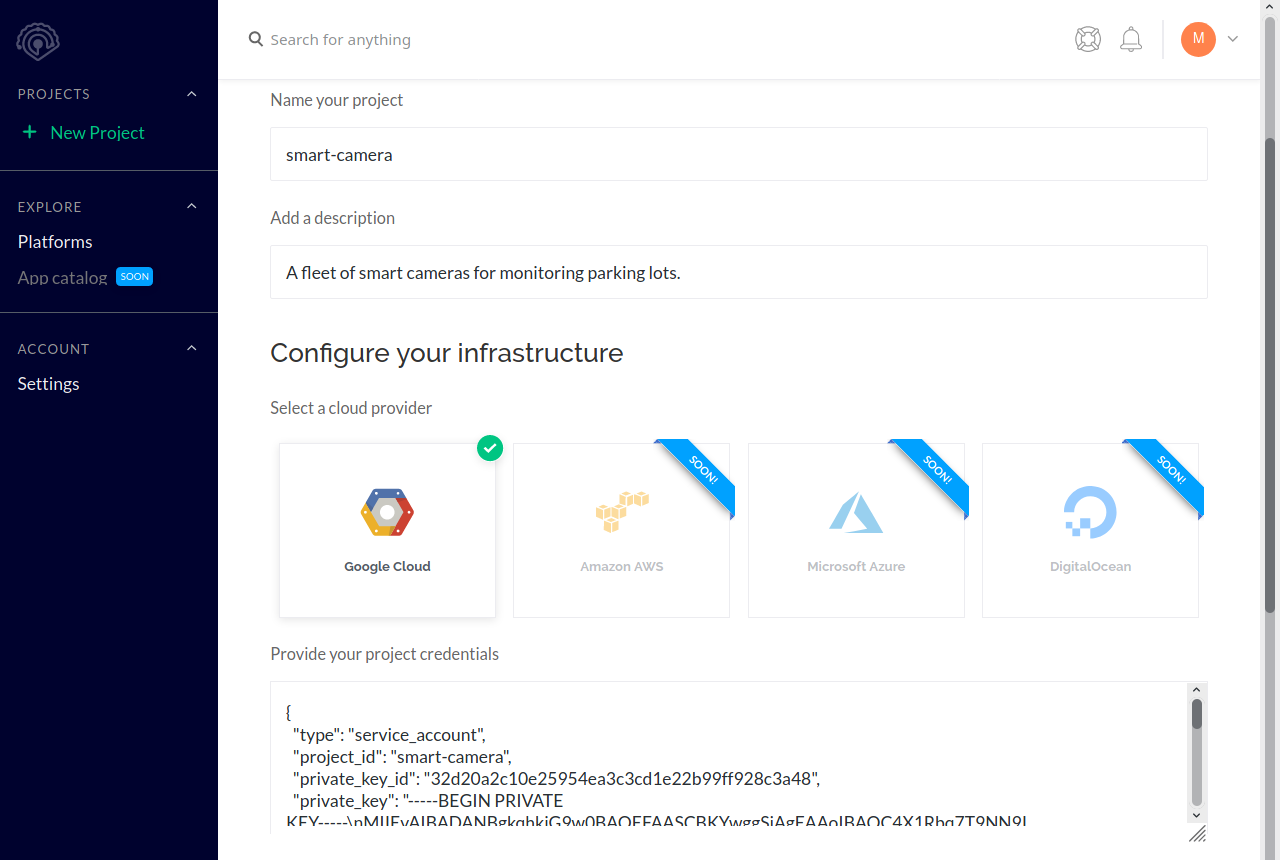 Search for anything
M
PROJECTS
New Project
EXPLORE
Platforms
App catalog SOON
ACCOUNT
Settings
Name your project
smart-camera
Add a description
A fleet of smart cameras for monitoring parking lots.
Configure your infrastructure
Select a cloud provider
Google Cloud
SOON!
Amazon AWS
SOON!
Microsoft Azure
SOON!
DigitalOcean
Provide your project credentials
{
"type": "service_account",
"project_id": "smart-camera",
"private_key_id": "32d20a2c10e25954ea3c3cd1e22b99ff928c3a48",
"private_key": "-----BEGIN PRIVATE